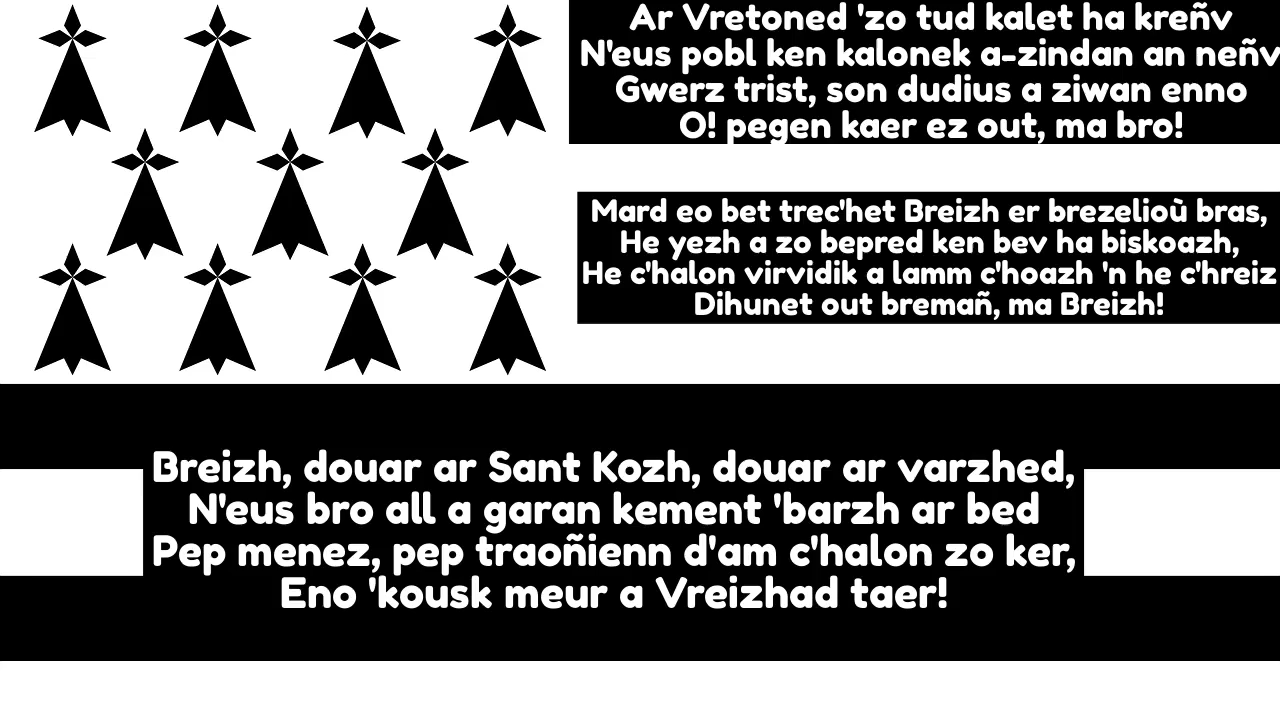 Ar Vretoned 'zo tud kalet ha kreñv
N'eus pobl ken kalonek a-zindan an neñv
Gwerz trist, son dudius a ziwan enno
O! pegen kaer ez out, ma bro!
Mard eo bet trec'het Breizh er brezelioù bras,
He yezh a zo bepred ken bev ha biskoazh,
He c'halon virvidik a lamm c'hoazh 'n he c'hreiz
Dihunet out bremañ, ma Breizh!
Breizh, douar ar Sant Kozh, douar ar varzhed,
N'eus bro all a garan kement 'barzh ar bed
Pep menez, pep traoñienn d'am c'halon zo ker,
Eno 'kousk meur a Vreizhad taer!